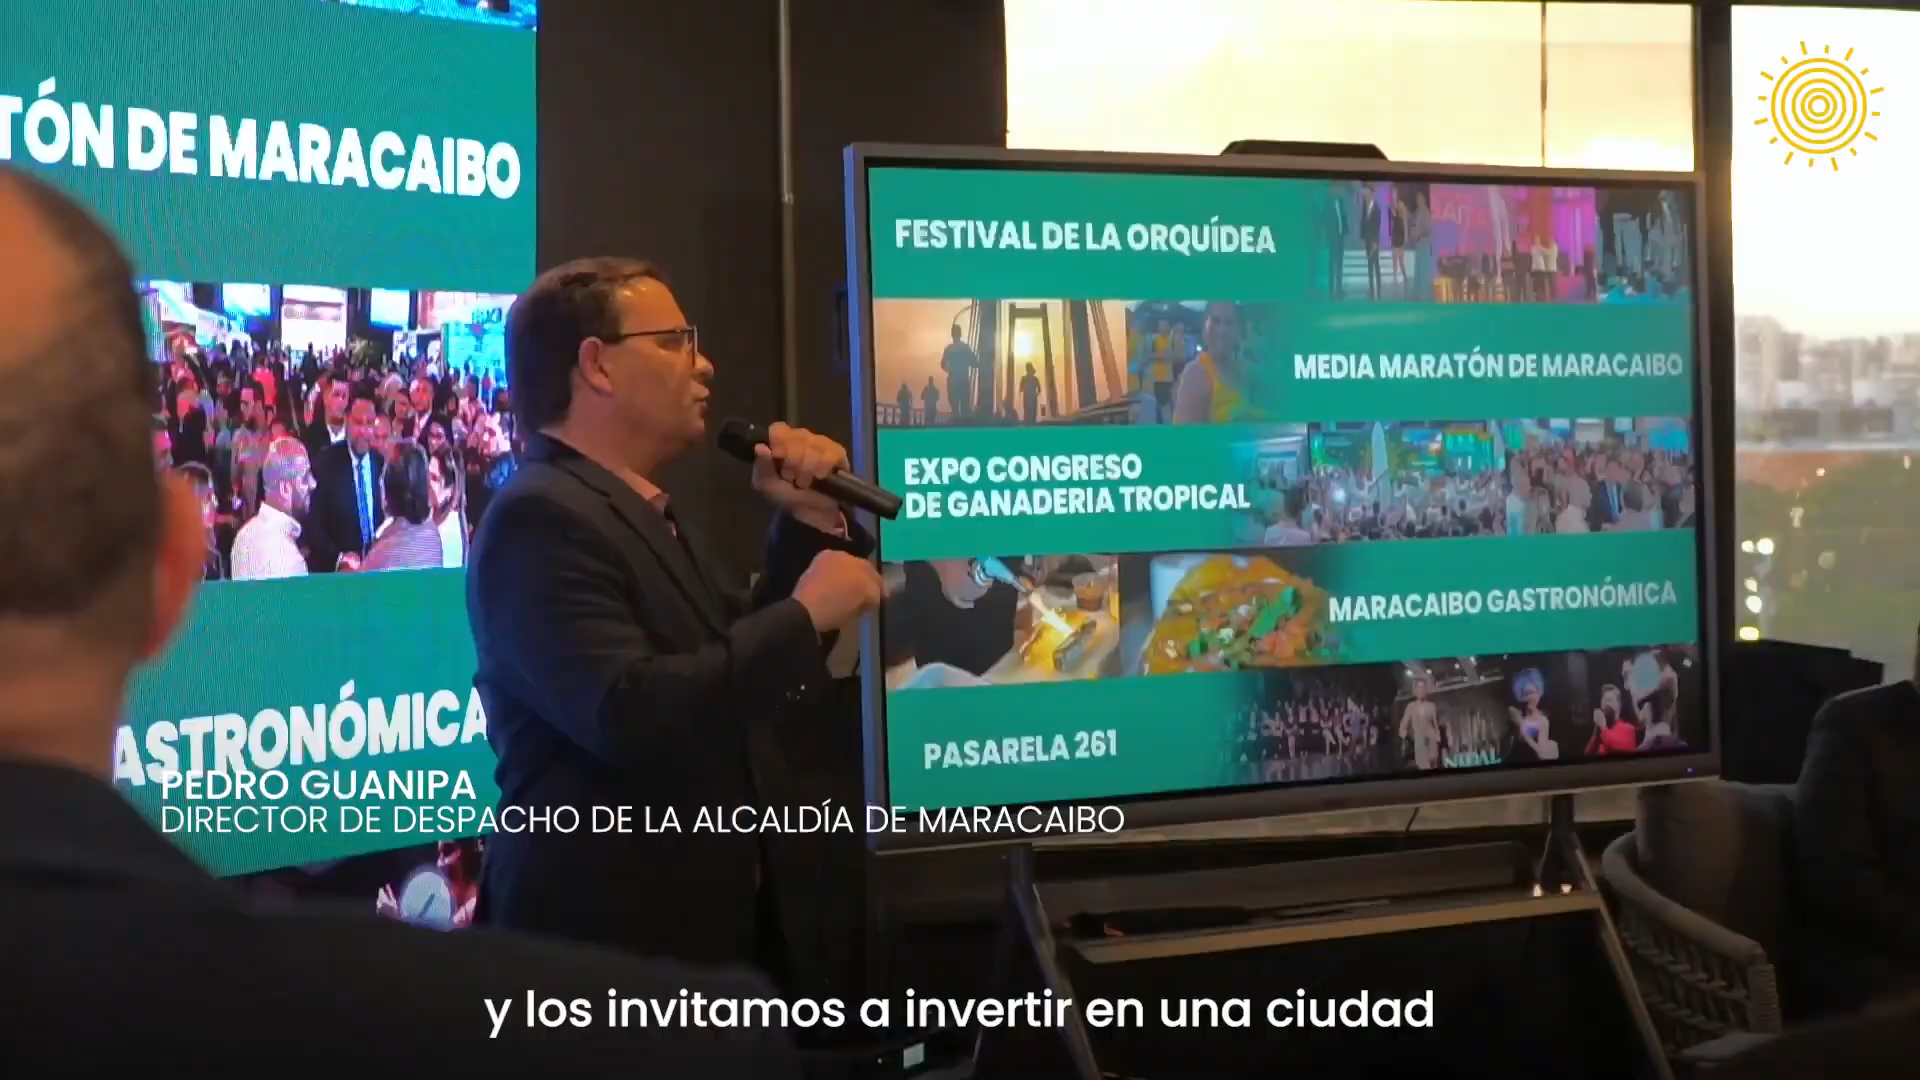 TÓN DE MARACAIBO
ASTRONÓMICA
FESTIVAL DE LA ORQUÍDEA
MEDIA MARATÓN DE MARACAIBO
EXPO CONGRESO
DE GANADERIA TROPICAL
MARACAIBO GASTRONÓMICA
PASARELA 261
PEDRO GUANIPA
DIRECTOR DE DESPACHO DE LA ALCALDÍA DE MARACAIBO
y los invitamos a invertir en una ciudad